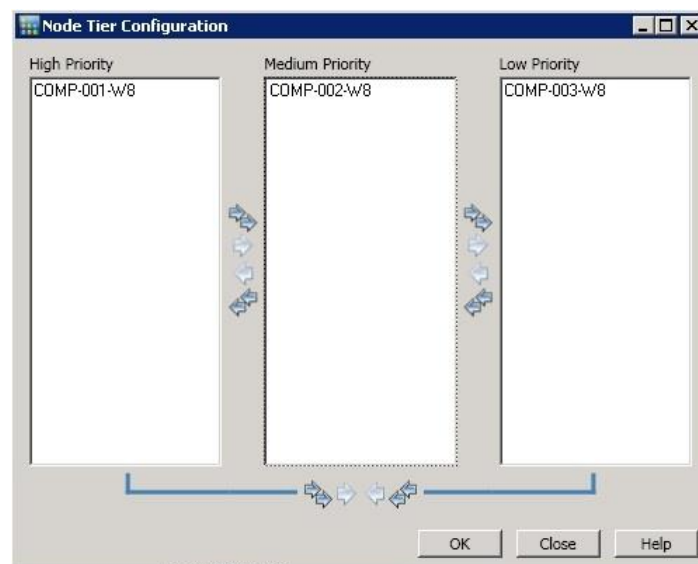 Node Tier Configuration
High Priority
Medium Priority
Low Priority
COMP-001-W8
COMP-002-W8
COMP-003-W8
OK
Close
Help